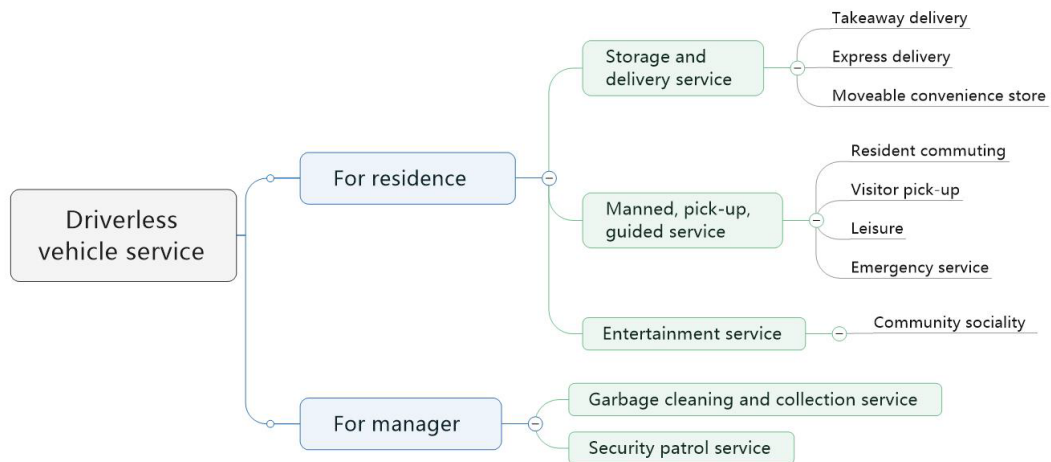 Driverless
vehicle service
For residence
Storage and
delivery service
Takeaway delivery
Express delivery
Moveable convenience store
Manned, pick-up,
guided service
Resident commuting
Visitor pick-up
Leisure
Emergency service
Entertainment service
Community sociality
For manager
Garbage cleaning and collection service
Security patrol service